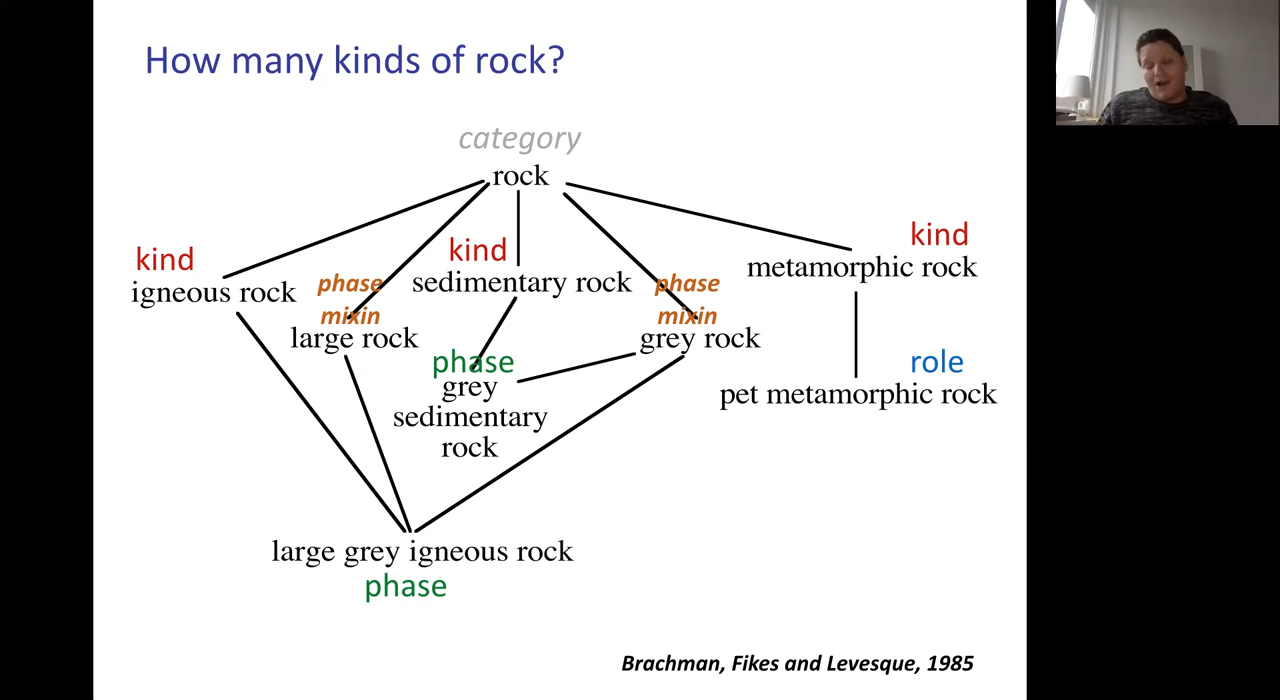 How many kinds of rock?
category
rock
kind
igneous rock
phase
mixin
large rock
kind
sedimentary rock
phase
grey
sedimentary
rock
phase
mixin
grey rock
kind
metamorphic rock
role
pet metamorphic rock
large grey igneous rock
phase
Brachman, Fikes and Levesque, 1985